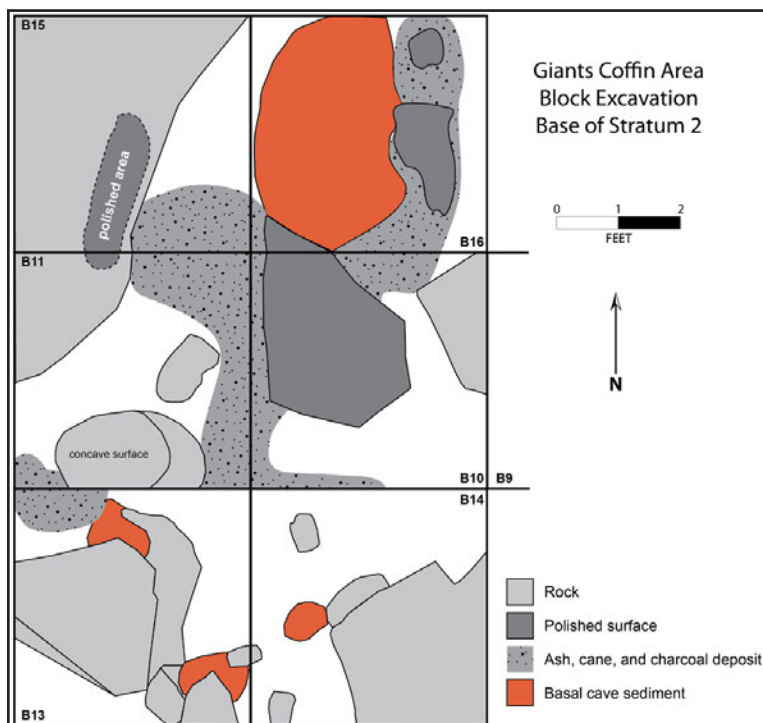 B15
Giants Coffin Area
Block Excavation
Base of Stratum 2
polished area
0 1 2
FEET
B16
B11
N
concave surface
B10
B9
B14
Rock
Polished surface
Ash, cane, and charcoal deposit
Basal cave sediment
B13